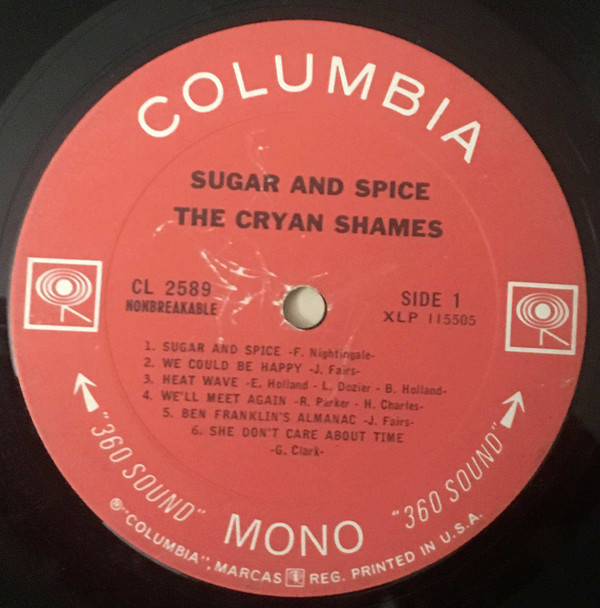 COLUMBIA
SUGAR AND SPICE
THE CRYAN SHAMES
CL 2589
NONBREAKABLE
SIDE 1
XLP 115505
1. SUGAR AND SPICE -F. Nightingale-
2. WE COULD BE HAPPY -J. Fairs-
3. HEAT WAVE -E. Holland - L. Dozier - B. Holland-
4. WE'LL MEET AGAIN -R. Parker - H. Charles-
5. BEN FRANKLIN'S ALMANAC -J. Fairs-
6. SHE DON'T CARE ABOUT TIME
-G. Clark-
"360 SOUND" MONO "360 SOUND"
® "COLUMBIA", MARCAS REG. PRINTED IN U.S.A.